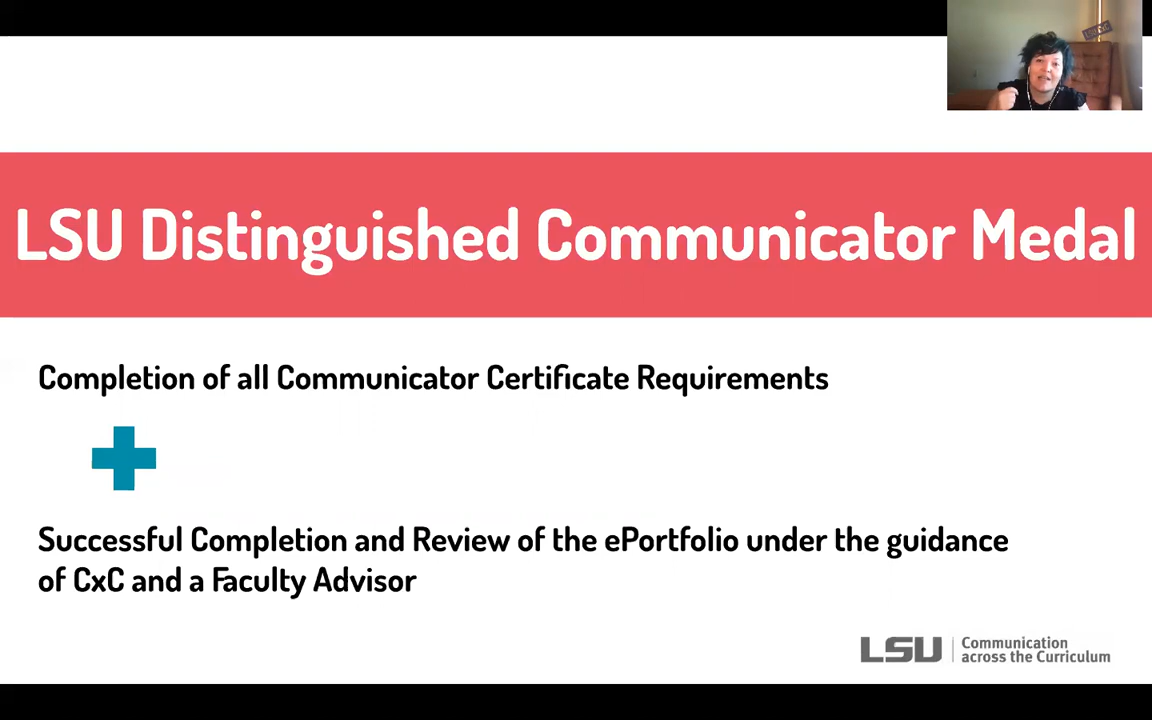 LSU Distinguished Communicator Medal
Completion of all Communicator Certificate Requirements
Successful Completion and Review of the ePortfolio under the guidance
of CxC and a Faculty Advisor
LSU
Communication
across the Curriculum